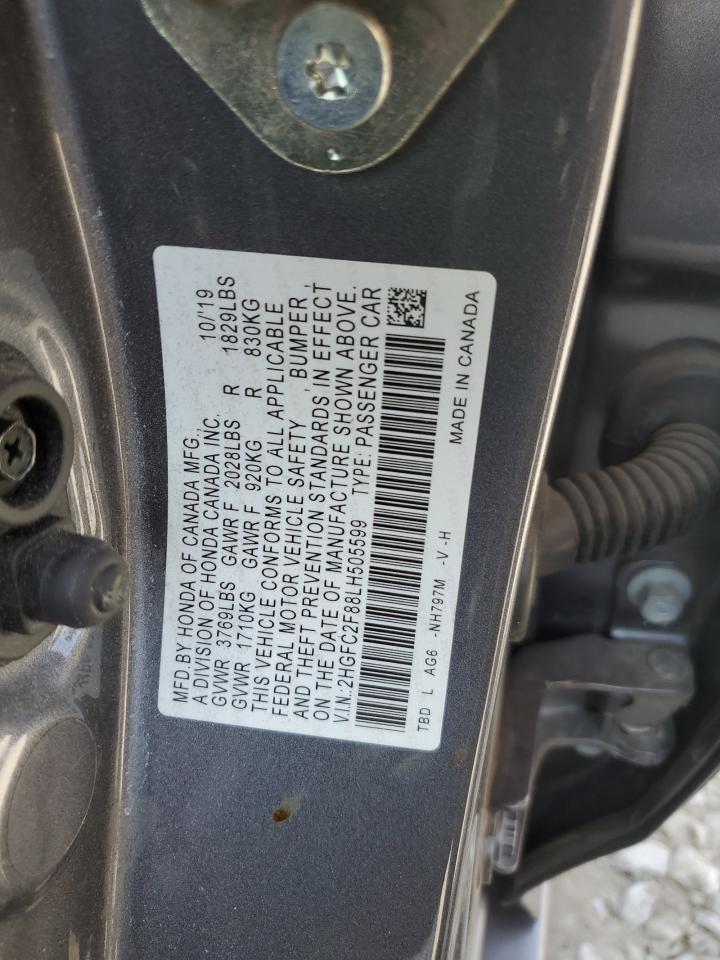 MFD.BY HONDA OF CANADA MFG., 10/'19
A DIVISION OF HONDA CANADA INC.
GVWR 3769LBS GAWR F 2028LBS R 1829LBS
GVWR 1710KG GAWR F 920KG R 830KG
THIS VEHICLE CONFORMS TO ALL APPLICABLE
FEDERAL MOTOR VEHICLE SAFETY , BUMPER ,
AND THEFT PREVENTION STANDARDS IN EFFECT
ON THE DATE OF MANUFACTURE SHOWN ABOVE.
V.I.N.:2HGFC2F88LH505599 TYPE: PASSENGER CAR
TBD L AG6 -NH797M -V -H MADE IN CANADA